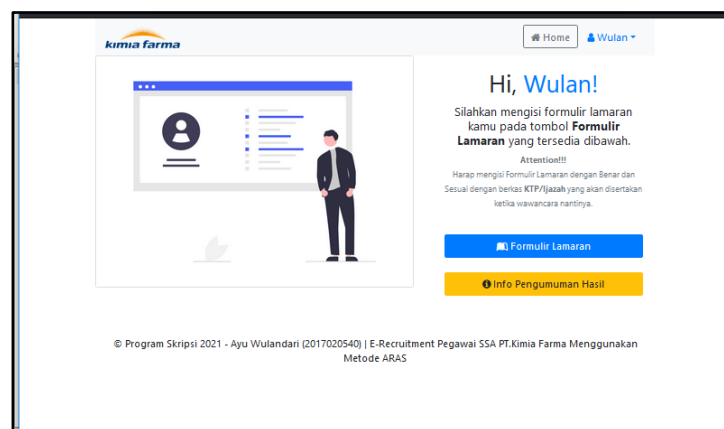 kimia farma
Home
Wulan
Hi, Wulan!
Silahkan mengisi formulir lamaran
kamu pada tombol Formulir
Lamaran yang tersedia dibawah.
Attention!!!
Harap mengisi Formulir Lamaran dengan Benar dan
Sesuai dengan berkas KTP/Ijazah yang akan disertakan
ketika wawancara nantinya.
Formulir Lamaran
Info Pengumuman Hasil
© Program Skripsi 2021 - Ayu Wulandari (2017020540) | E-Recruitment Pegawai SSA PT.Kimia Farma Menggunakan
Metode ARAS